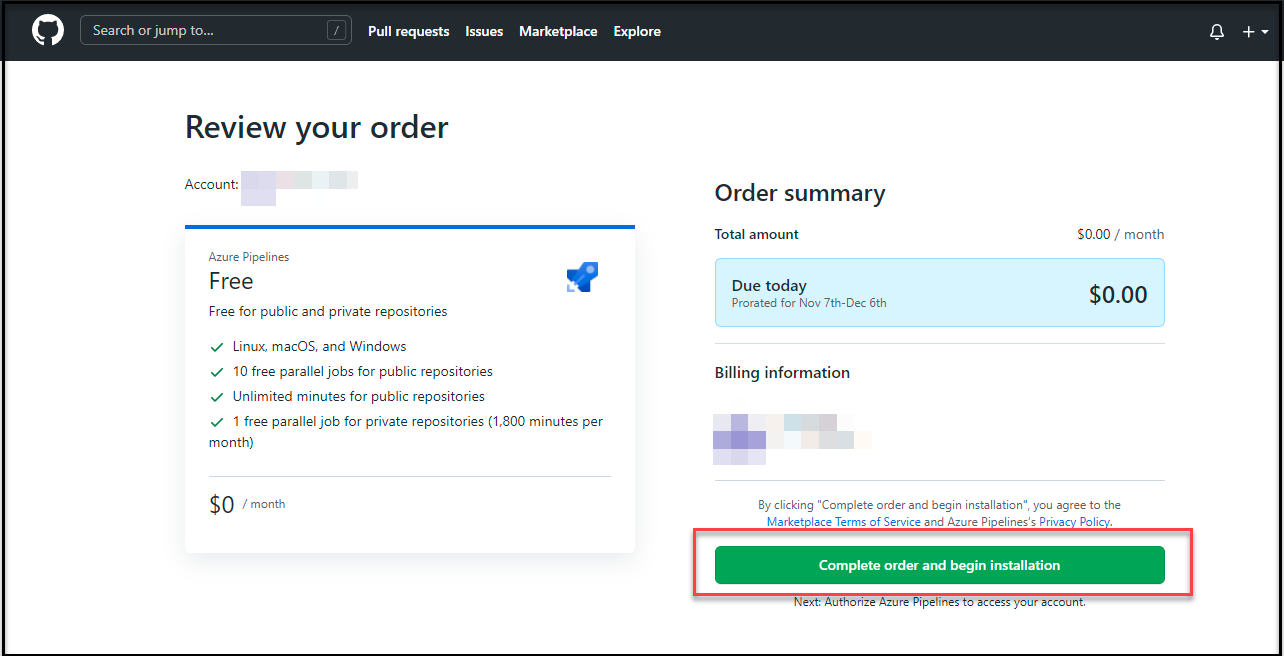 Search or jump to... /
Pull requests Issues Marketplace Explore
Review your order
Account:
Azure Pipelines
Free
Free for public and private repositories
Linux, macOS, and Windows
10 free parallel jobs for public repositories
Unlimited minutes for public repositories
1 free parallel job for private repositories (1,800 minutes per
month)
$0 / month
Order summary
Total amount $0.00 / month
Due today
Prorated for Nov 7th-Dec 6th
$0.00
Billing information
By clicking "Complete order and begin installation", you agree to the
Marketplace Terms of Service and Azure Pipelines's Privacy Policy.
Complete order and begin installation
Next: Authorize Azure Pipelines to access your account.